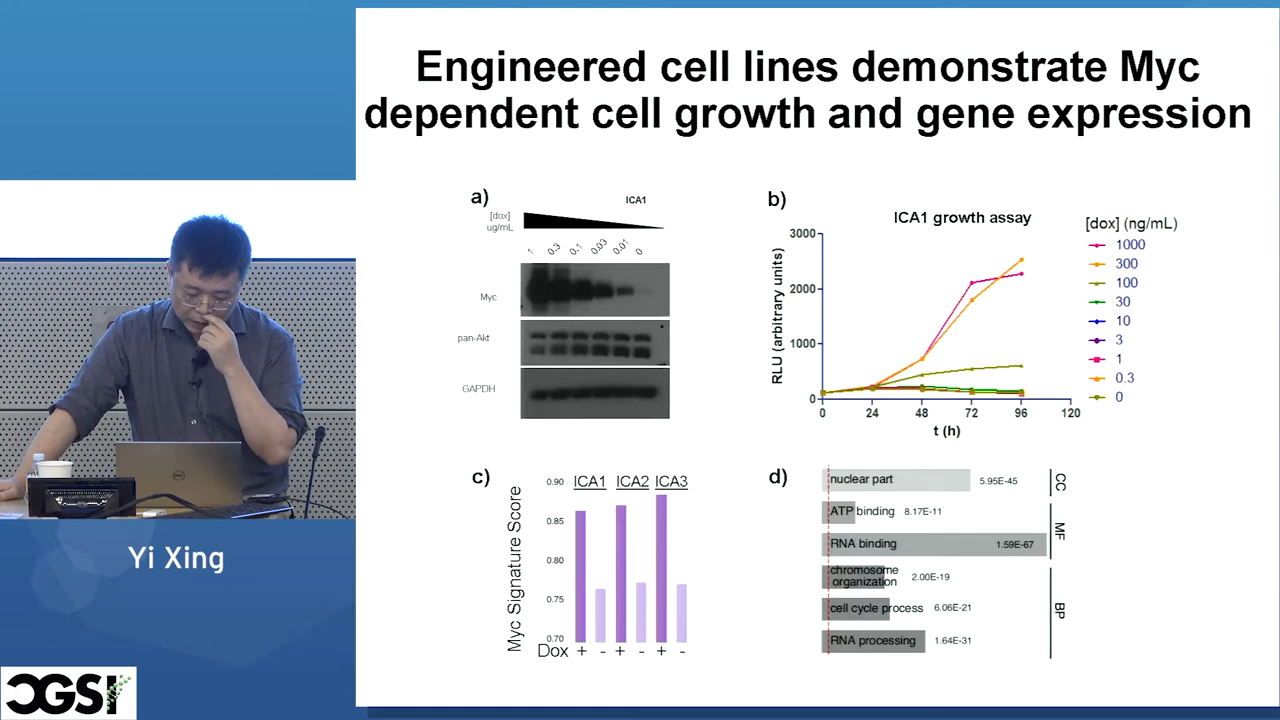 Engineered cell lines demonstrate Myc
dependent cell growth and gene expression
a)
ICA1
[dox]
ug/mL
1 0.3 0.1 0.03 0.01 0
Myc
pan-Akt
GAPDH
b)
ICA1 growth assay
RLU (arbitrary units)
3000
2000
1000
0
0 24 48 72 96 120
t (h)
[dox] (ng/mL)
1000
300
100
30
10
3
1
0.3
0
c)
Myc Signature Score
0.90
0.85
0.80
0.75
0.70
ICA1 ICA2 ICA3
Dox + - + - + -
d)
nuclear part 5.95E-45
ATP binding 8.17E-11
RNA binding 1.59E-67
chromosome
organization 2.00E-19
cell cycle process 6.06E-21
RNA processing 1.64E-31
CC
MF
BP
Yi Xing
CGSI
DELL